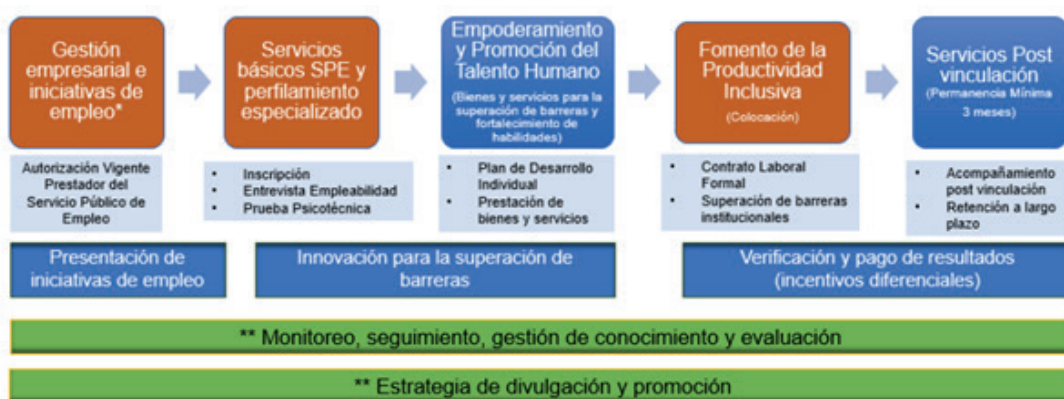 Gestión
empresarial e
iniciativas de
empleo*
Autorización Vigente
Prestador del
Servicio Público de
Empleo
Servicios
básicos SPE y
perfilamiento
especializado
• Inscripción
• Entrevista Empleabilidad
• Prueba Psicotécnica
Empoderamiento
y Promoción del
Talento Humano
(Bienes y servicios para la
superación de barreras y
fortalecimiento de
habilidades)
• Plan de Desarrollo
Individual
• Prestación de
bienes y servicios
Fomento de la
Productividad
Inclusiva
(Colocación)
• Contrato Laboral
Formal
• Superación de barreras
institucionales
Servicios Post
vinculación
(Permanencia Mínima
3 meses)
• Acompañamiento
post vinculación
• Retención a largo
plazo
Presentación de
iniciativas de empleo
Innovación para la superación de
barreras
Verificación y pago de resultados
(incentivos diferenciales)
** Monitoreo, seguimiento, gestión de conocimiento y evaluación
** Estrategia de divulgación y promoción